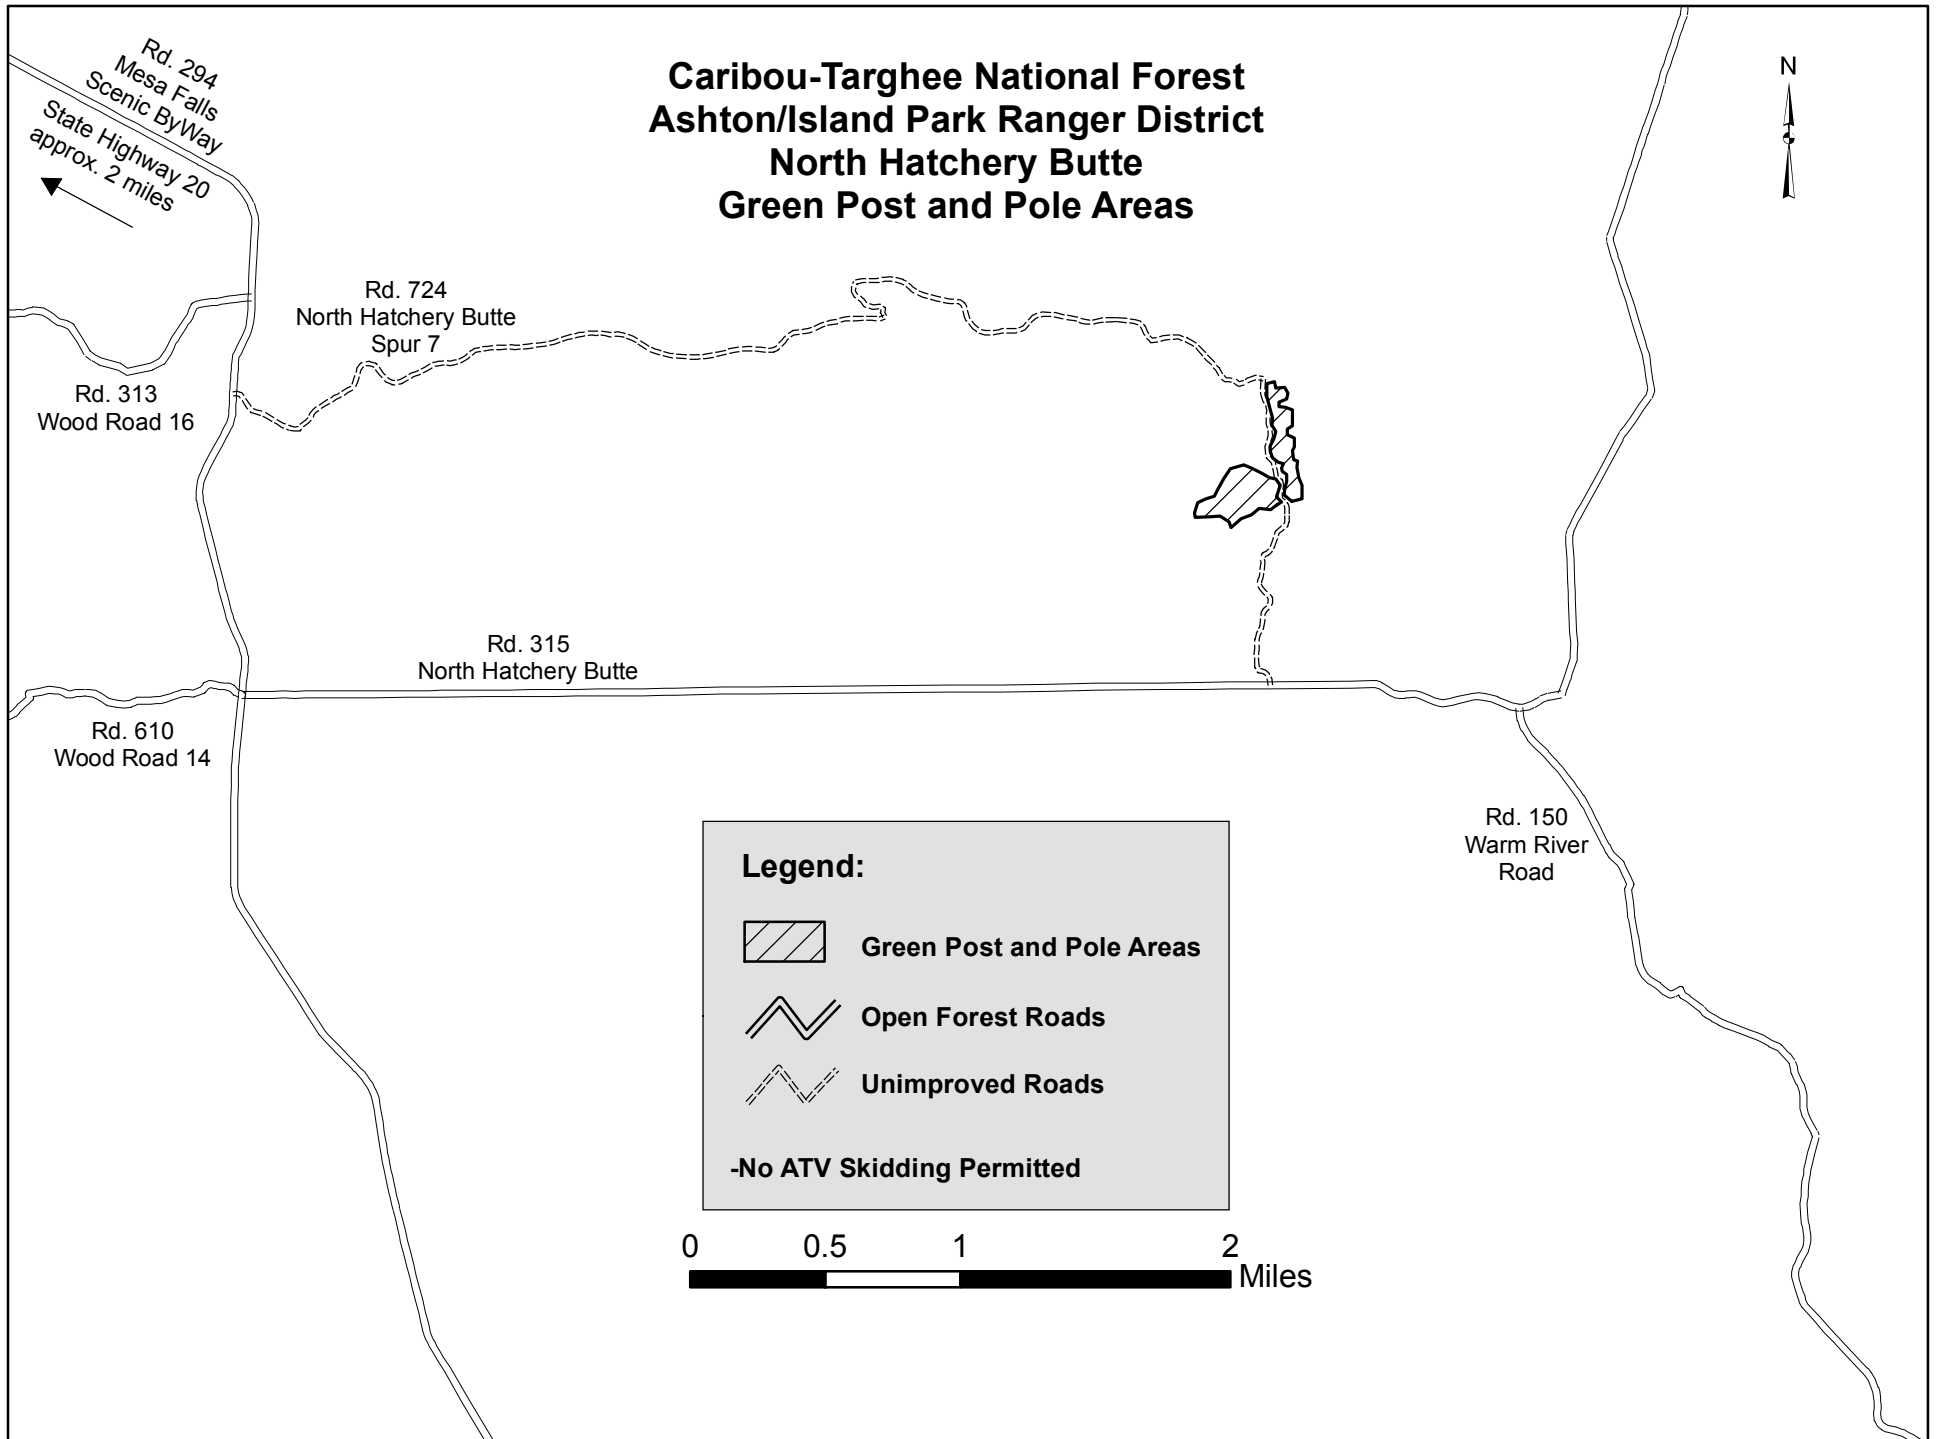 Caribou-Targhee National Forest
Ashton/Island Park Ranger District
North Hatchery Butte
Green Post and Pole Areas
N
Rd. 294
Mesa Falls
Scenic ByWay
State Highway 20
approx. 2 miles
Rd. 724
North Hatchery Butte
Spur 7
Rd. 313
Wood Road 16
Rd. 315
North Hatchery Butte
Rd. 610
Wood Road 14
Rd. 150
Warm River
Road
Legend:
Green Post and Pole Areas
Open Forest Roads
Unimproved Roads
-No ATV Skidding Permitted
0 0.5 1 2
Miles